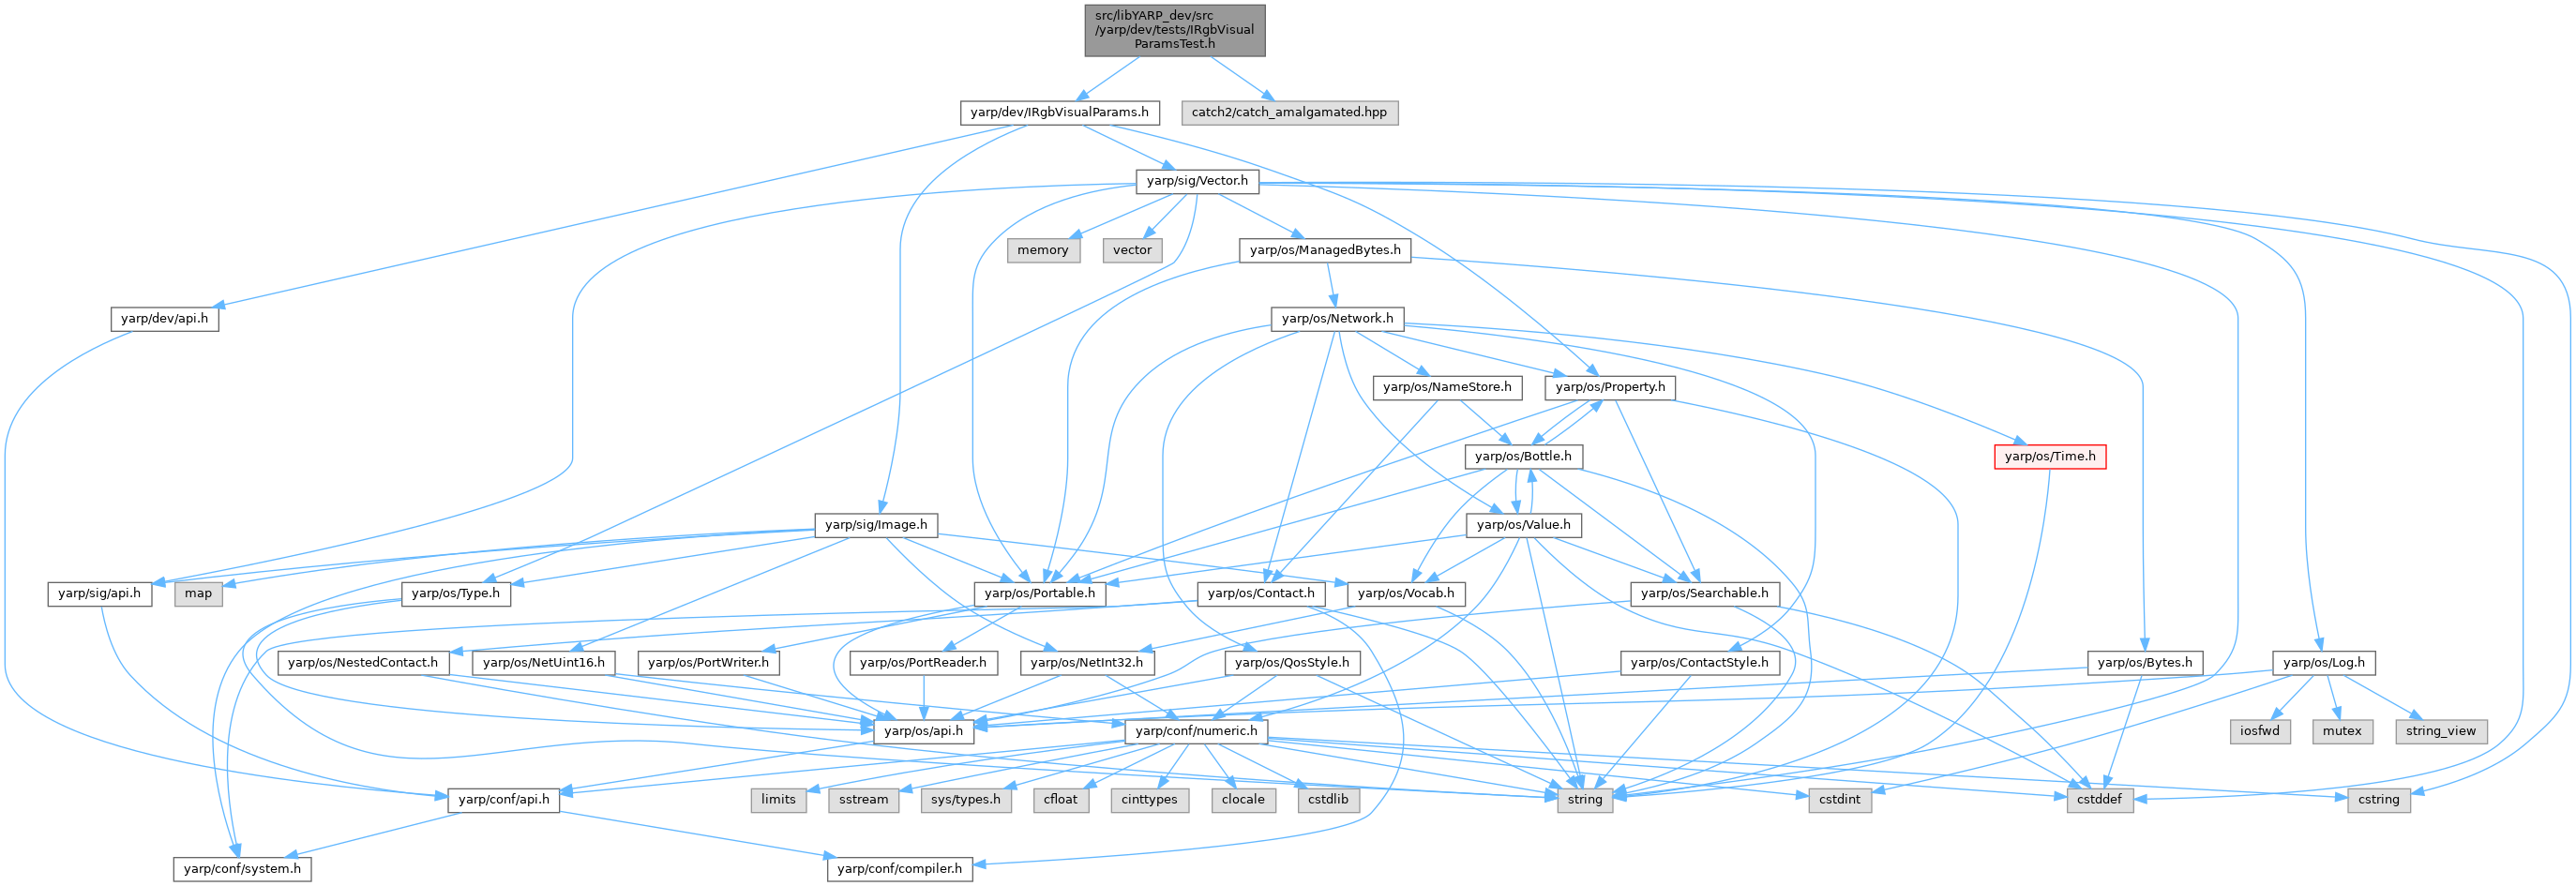 src/libYARP_dev/src
/yarp/dev/tests/IRgbVisual
ParamsTest.h
yarp/dev/IRgbVisualParams.h
catch2/catch_amalgamated.hpp
yarp/sig/Vector.h
memory
vector
yarp/os/ManagedBytes.h
yarp/dev/api.h
yarp/os/Network.h
yarp/os/NameStore.h
yarp/os/Property.h
yarp/os/Bottle.h
yarp/os/Time.h
yarp/sig/Image.h
yarp/os/Value.h
yarp/sig/api.h
map
yarp/os/Type.h
yarp/os/Portable.h
yarp/os/Contact.h
yarp/os/Vocab.h
yarp/os/Searchable.h
yarp/os/NestedContact.h
yarp/os/NetUint16.h
yarp/os/PortWriter.h
yarp/os/PortReader.h
yarp/os/NetInt32.h
yarp/os/QosStyle.h
yarp/os/ContactStyle.h
yarp/os/Bytes.h
yarp/os/Log.h
yarp/os/api.h
yarp/conf/numeric.h
iosfwd
mutex
string_view
yarp/conf/api.h
limits
sstream
sys/types.h
cfloat
cinttypes
clocale
cstdlib
string
cstdint
cstddef
cstring
yarp/conf/system.h
yarp/conf/compiler.h